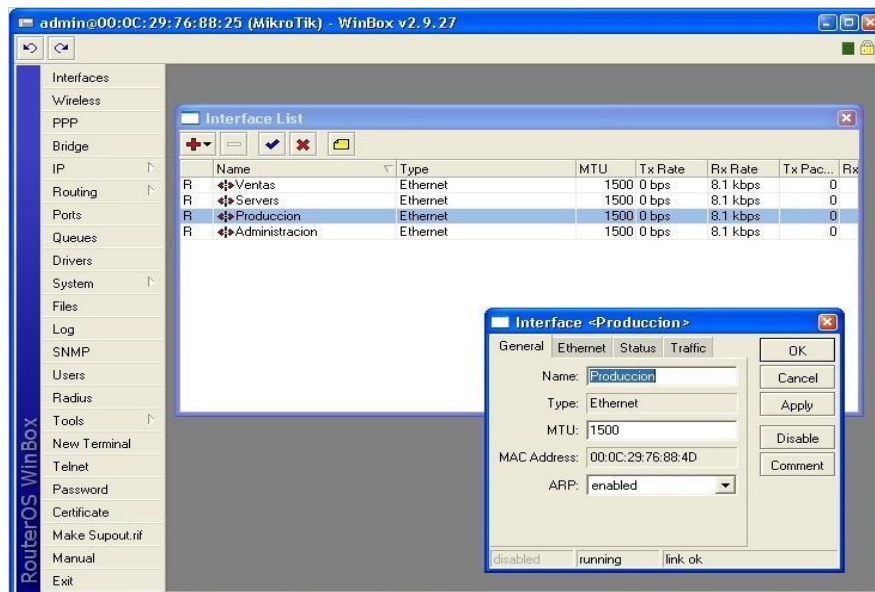 admin@00:0C:29:76:88:25 (MikroTik) - WinBox v2.9.27
Interfaces
Wireless
PPP
Bridge
IP
Routing
Ports
Queues
Drivers
System
Files
Log
SNMP
Users
Radius
Tools
New Terminal
Telnet
Password
Certificate
Make Supout.rif
Manual
Exit
RouterOS WinBox
Interface List
Name Type MTU Tx Rate Rx Rate Tx Pac... Rx
R Ventas Ethernet 1500 0 bps 8.1 kbps 0
R Servers Ethernet 1500 0 bps 8.1 kbps 0
R Produccion Ethernet 1500 0 bps 8.1 kbps 0
R Administracion Ethernet 1500 0 bps 8.1 kbps 0
Interface <Produccion>
General Ethernet Status Traffic
Name: Produccion
Type: Ethernet
MTU: 1500
MAC Address: 00:0C:29:76:88:4D
ARP: enabled
OK
Cancel
Apply
Disable
Comment
disabled running link ok